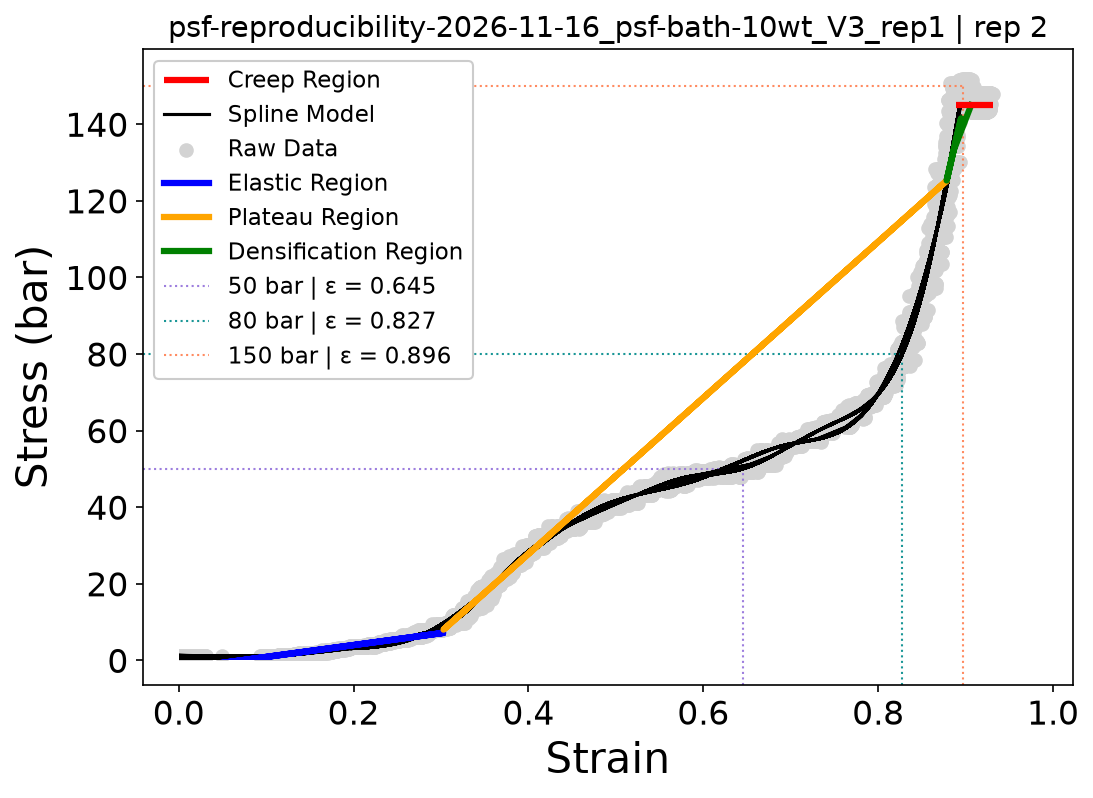 psf-reproducibility-2026-11-16_psf-bath-10wt_V3_rep1 | rep 2
Creep Region
Spline Model
Raw Data
Elastic Region
Plateau Region
Densification Region
50 bar | ε = 0.645
80 bar | ε = 0.827
150 bar | ε = 0.896
Stress (bar)
140
120
100
80
60
40
20
0
0.0 0.2 0.4 0.6 0.8 1.0
Strain